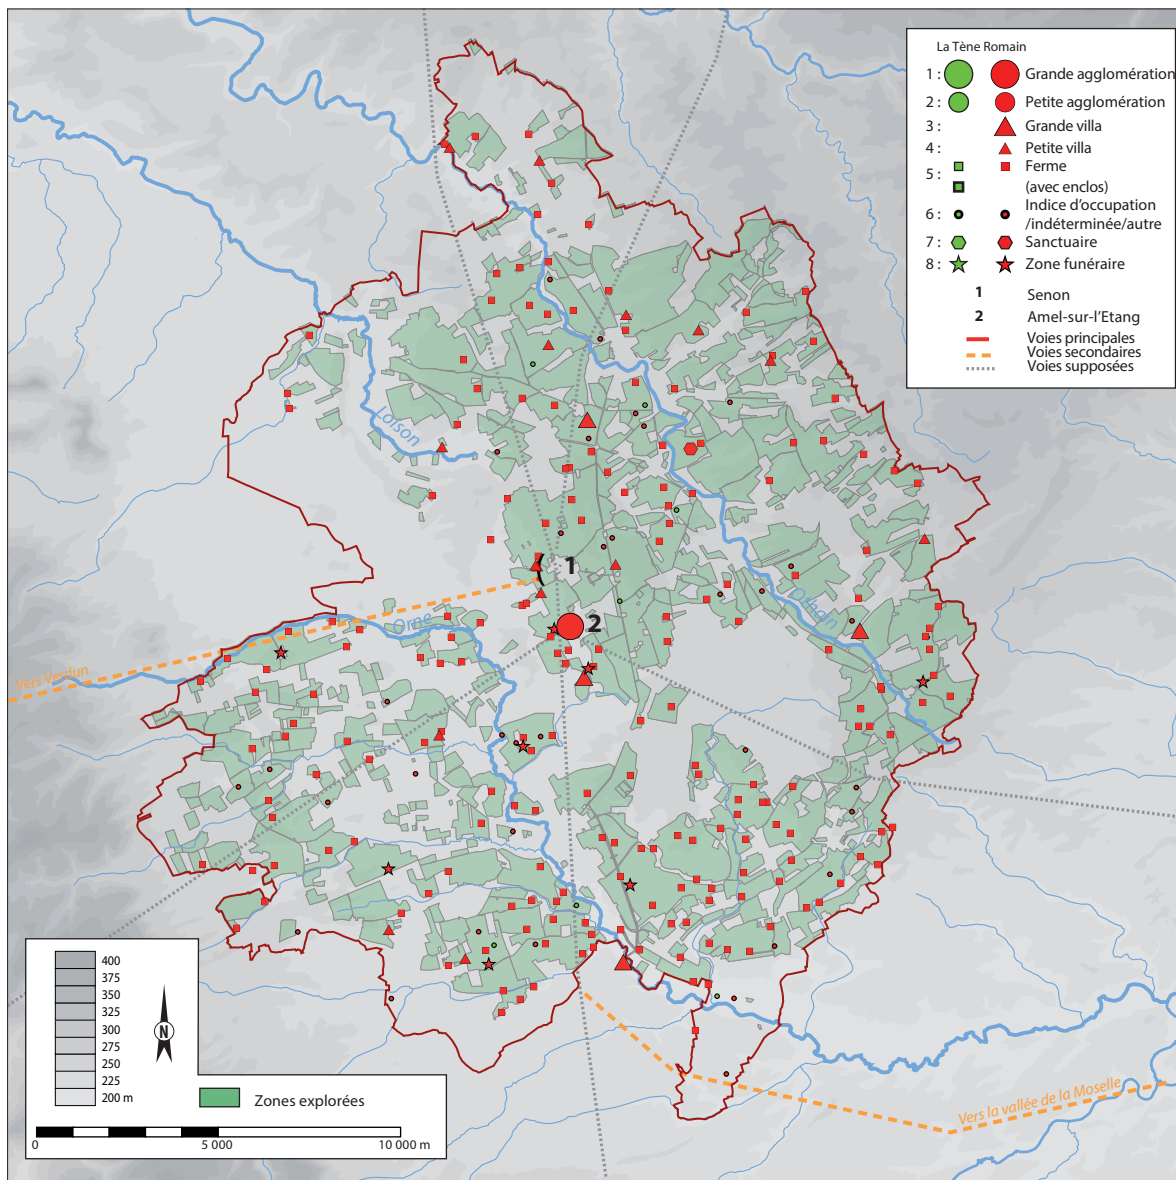 La Tène Romain
1 : Grande agglomération
2 : Petite agglomération
3 : Grande villa
4 : Petite villa
5 : Ferme
(avec enclos)
6 : Indice d'occupation
/indéterminée/autre
7 : Sanctuaire
8 : Zone funéraire
1 Senon
2 Amel-sur-l'Etang
Voies principales
Voies secondaires
Voies supposées
Loison
1
Othain
2
Orne
Vers Verdun
400
375
350
325
300
275
250
225
200 m
N
Zones explorées
0 5 000 10 000 m
Vers la vallée de la Moselle